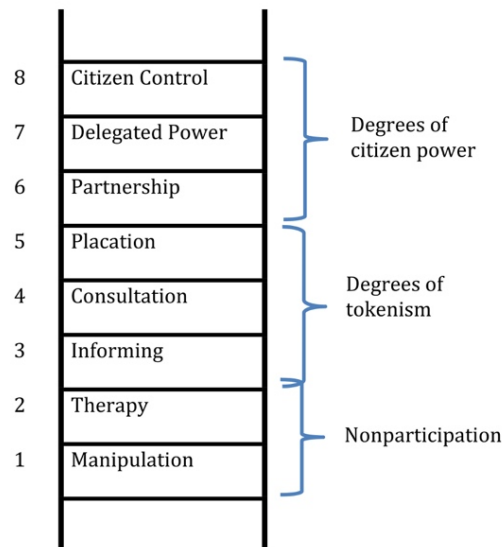 8 Citizen Control
7 Delegated Power
6 Partnership
Degrees of
citizen power
5 Placation
4 Consultation
3 Informing
Degrees of
tokenism
2 Therapy
1 Manipulation
Nonparticipation